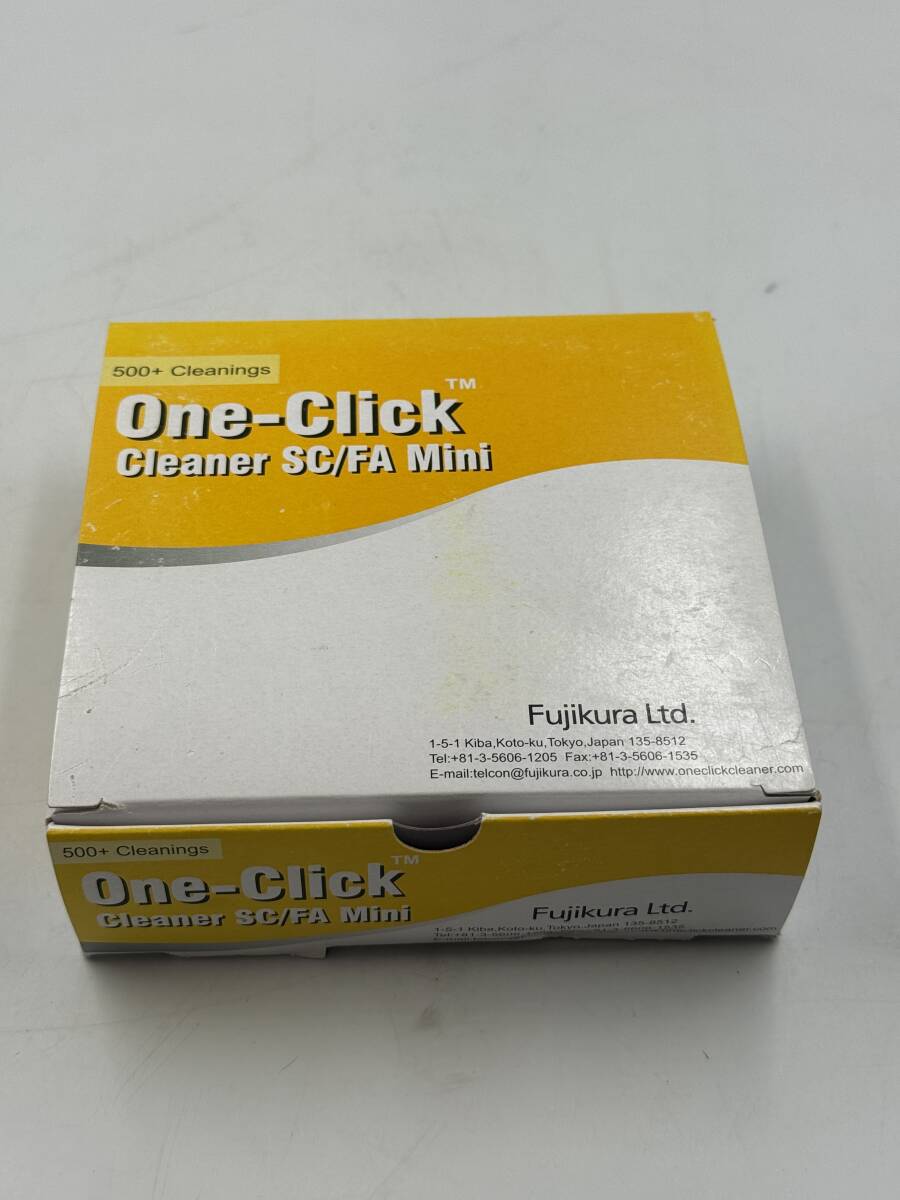 500+ Cleanings
One-Click™
Cleaner SC/FA Mini
Fujikura Ltd.
1-5-1 Kiba,Koto-ku,Tokyo,Japan 135-8512
Tel:+81-3-5606-1205 Fax:+81-3-5606-1535
E-mail:telcon@fujikura.co.jp http://www.oneclickcleaner.com
500+ Cleanings
One-Click™
Cleaner SC/FA Mini
Fujikura Ltd.
1-5-1 Kiba,Koto-ku,Tokyo,Japan 135-8512